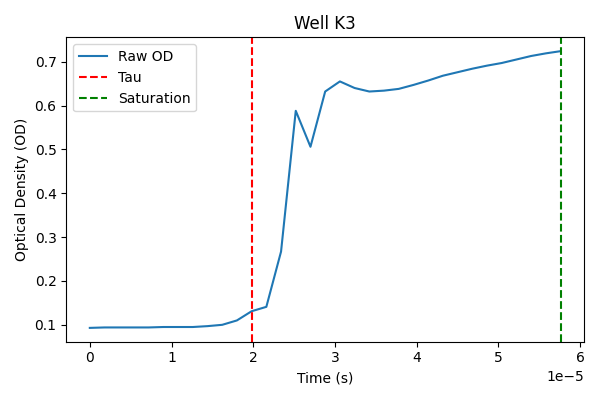 Well K3
Raw OD
Tau
Saturation
Optical Density (OD)
0.7
0.6
0.5
0.4
0.3
0.2
0.1
0 1 2 3 4 5 6
1e−5
Time (s)